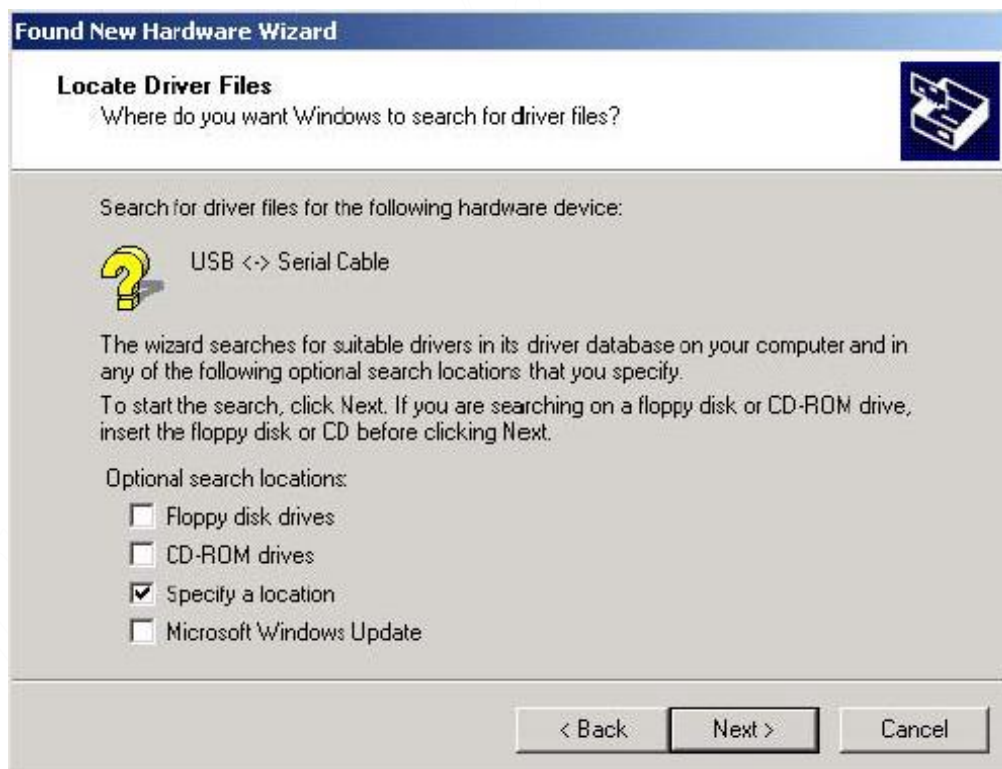 Found New Hardware Wizard
Locate Driver Files
Where do you want Windows to search for driver files?
Search for driver files for the following hardware device:
USB <-> Serial Cable
The wizard searches for suitable drivers in its driver database on your computer and in
any of the following optional search locations that you specify.
To start the search, click Next. If you are searching on a floppy disk or CD-ROM drive,
insert the floppy disk or CD before clicking Next.
Optional search locations:
Floppy disk drives
CD-ROM drives
Specify a location
Microsoft Windows Update
< Back Next > Cancel